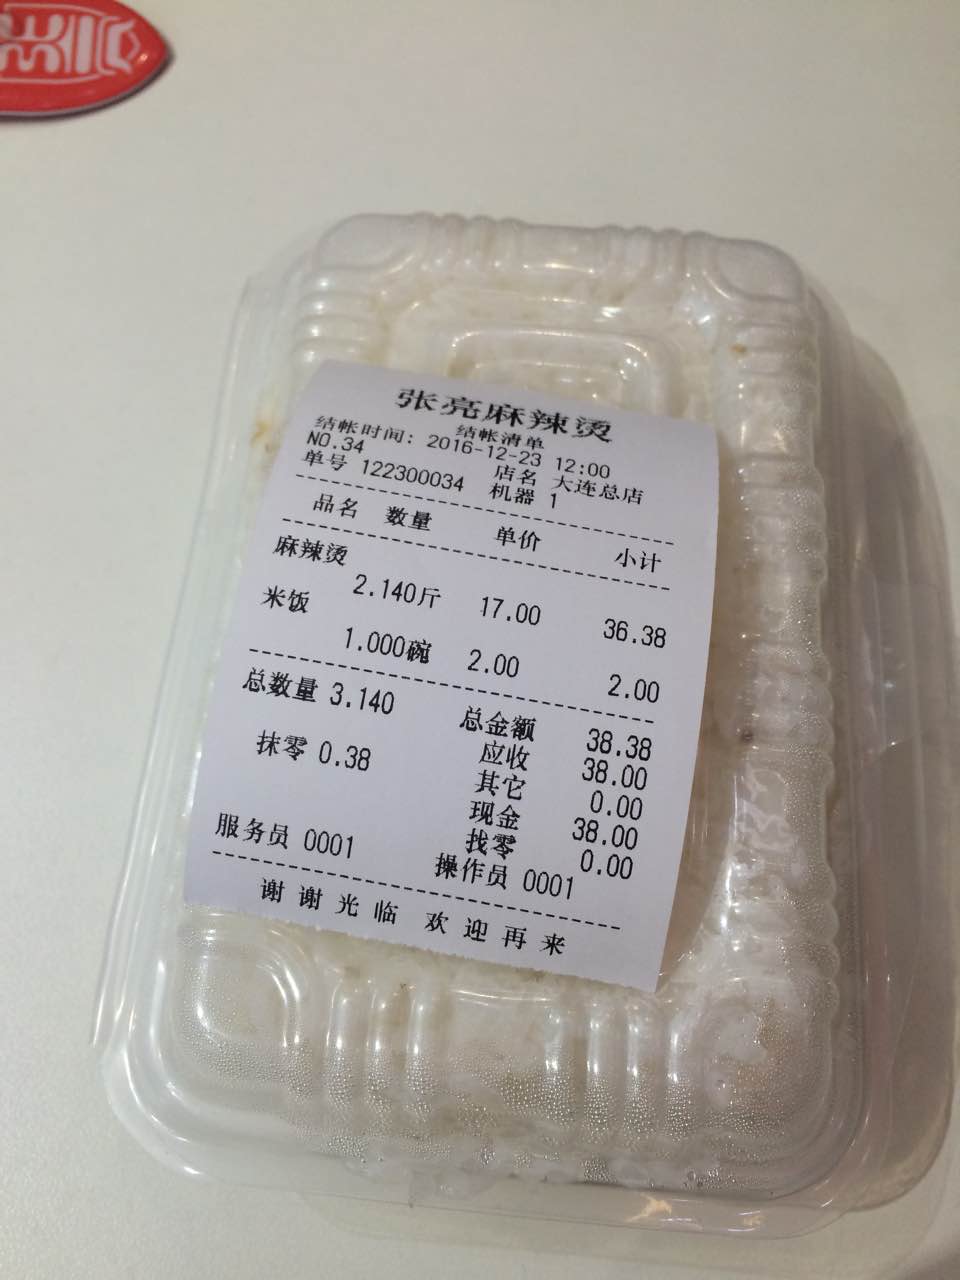 张亮麻辣烫
结帐清单
结帐时间: 2016-12-23 12:00
NO.34 店名 大连总店
单号 122300034 机器 1
品名 数量 单价 小计
麻辣烫
2.140斤 17.00 36.38
米饭
1.000碗 2.00 2.00
总数量 3.140 总金额 38.38
抹零 0.38 应收 38.00
其它 0.00
现金 38.00
找零 0.00
服务员 0001 操作员 0001
谢谢光临 欢迎再来